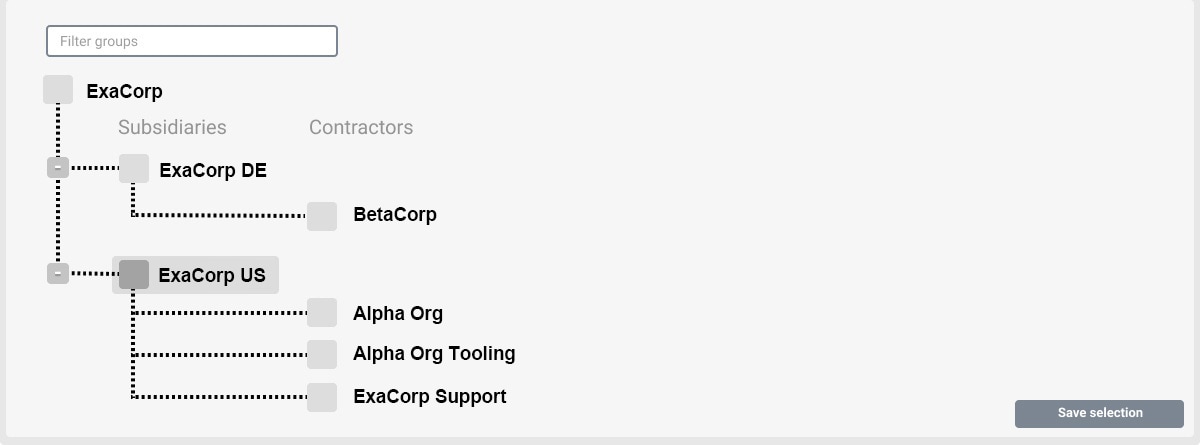 Filter groups
ExaCorp
Subsidiaries Contractors
ExaCorp DE
BetaCorp
ExaCorp US
Alpha Org
Alpha Org Tooling
ExaCorp Support
Save selection